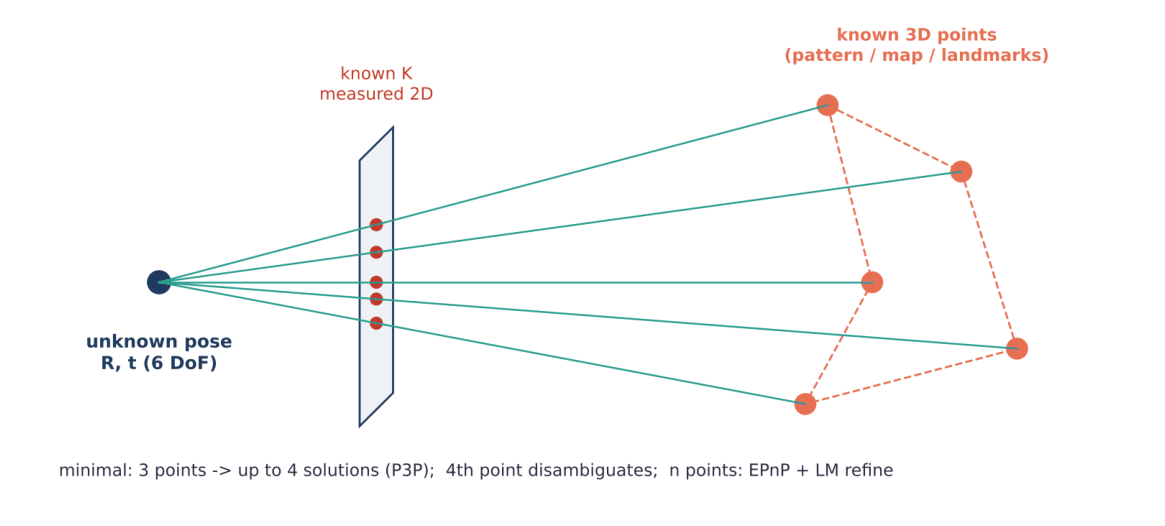 known 3D points
(pattern / map / landmarks)
known K
measured 2D
unknown pose
R, t (6 DoF)
minimal: 3 points -> up to 4 solutions (P3P);  4th point disambiguates;  n points: EPnP + LM refine